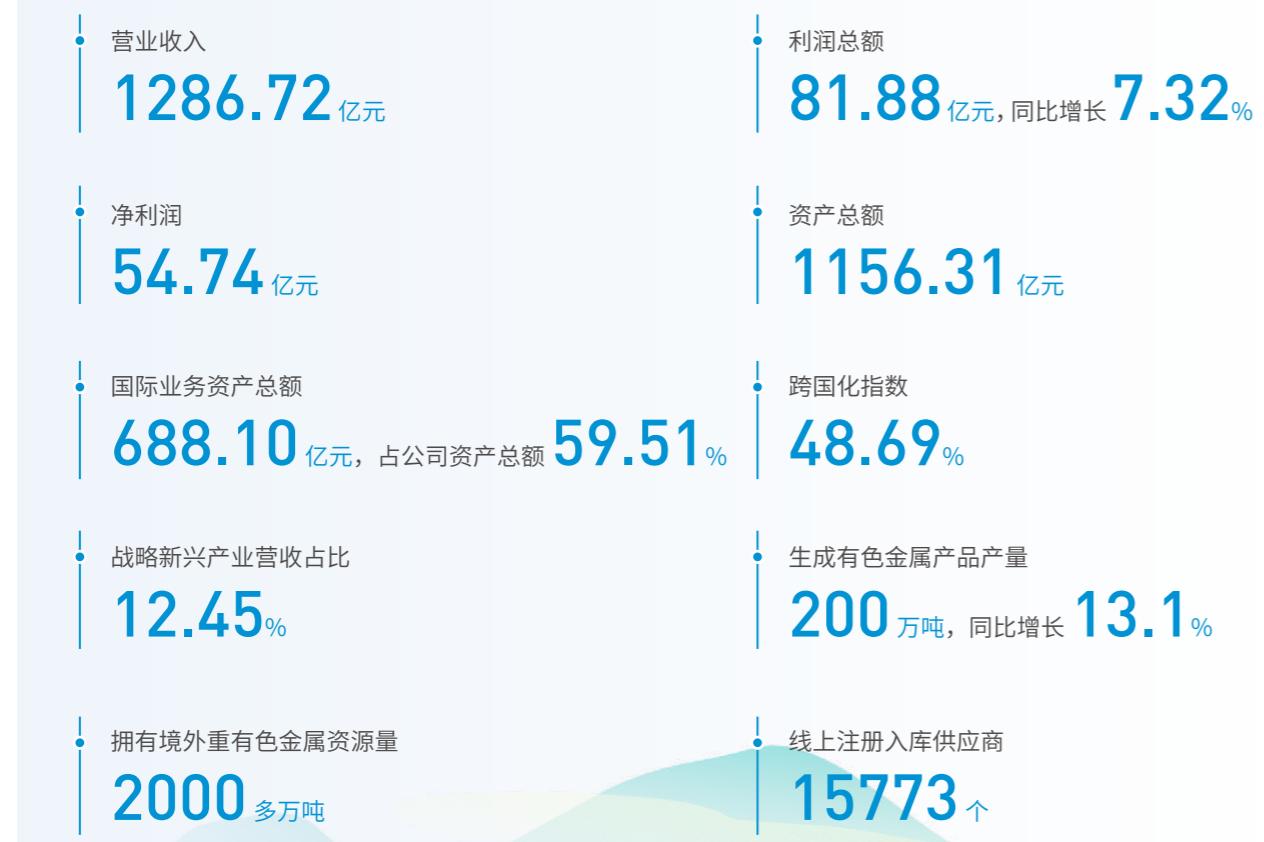 营业收入
1286.72亿元
利润总额
81.88亿元，同比增长7.32%
净利润
54.74亿元
资产总额
1156.31亿元
国际业务资产总额
688.10亿元，占公司资产总额59.51%
跨国化指数
48.69%
战略新兴产业营收占比
12.45%
生成有色金属产品产量
200万吨，同比增长13.1%
拥有境外重有色金属资源量
2000多万吨
线上注册入库供应商
15773个